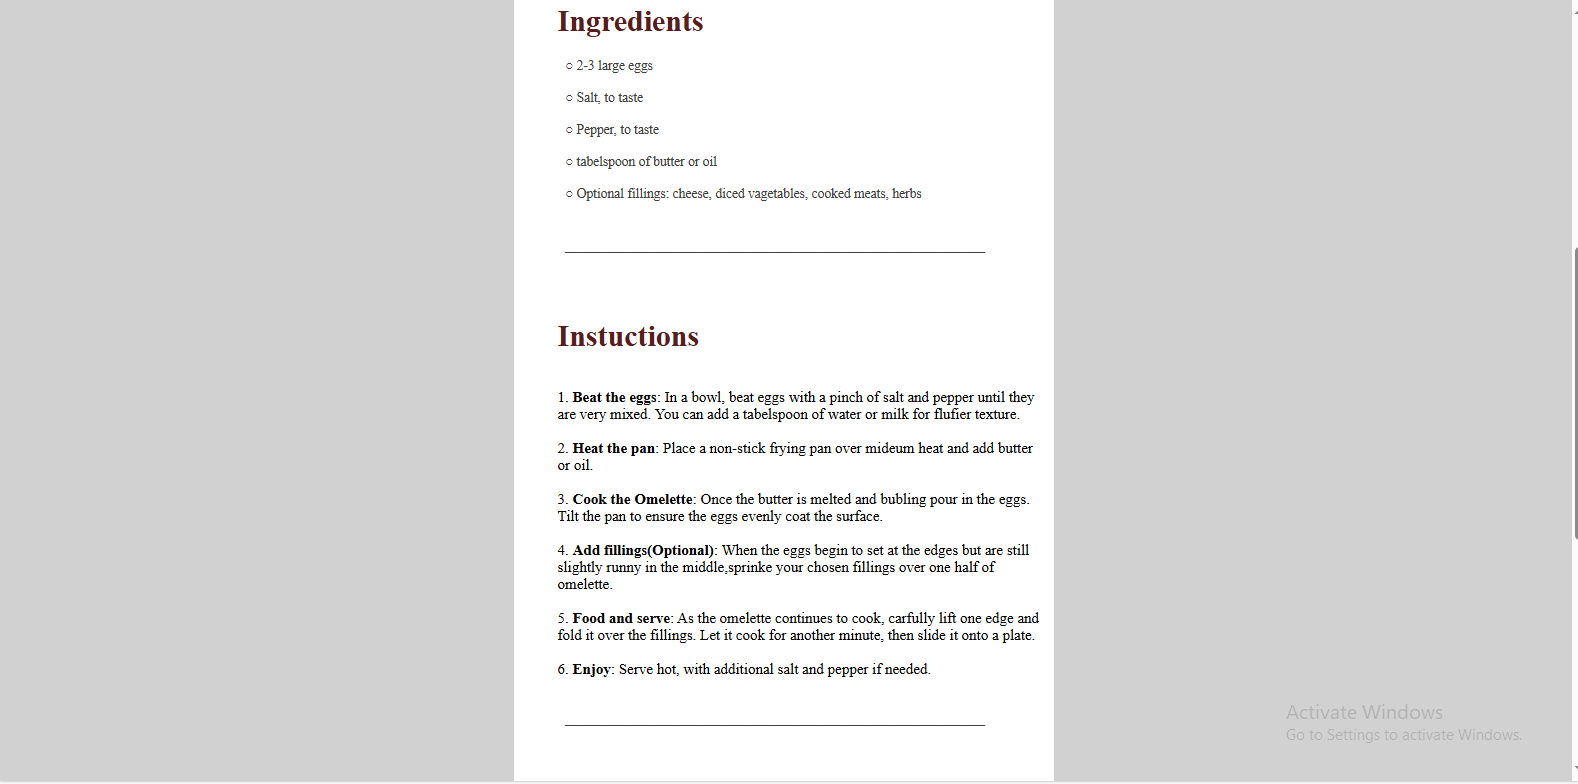 Ingredients
○ 2-3 large eggs
○ Salt, to taste
○ Pepper, to taste
○ tabelspoon of butter or oil
○ Optional fillings: cheese, diced vagetables, cooked meats, herbs
Instuctions
1. Beat the eggs: In a bowl, beat eggs with a pinch of salt and pepper until they
are very mixed. You can add a tabelspoon of water or milk for flufier texture.
2. Heat the pan: Place a non-stick frying pan over mideum heat and add butter
or oil.
3. Cook the Omelette: Once the butter is melted and bubling pour in the eggs.
Tilt the pan to ensure the eggs evenly coat the surface.
4. Add fillings(Optional): When the eggs begin to set at the edges but are still
slightly runny in the middle,sprinke your chosen fillings over one half of
omelette.
5. Food and serve: As the omelette continues to cook, carfully lift one edge and
fold it over the fillings. Let it cook for another minute, then slide it onto a plate.
6. Enjoy: Serve hot, with additional salt and pepper if needed.
Activate Windows
Go to Settings to activate Windows.